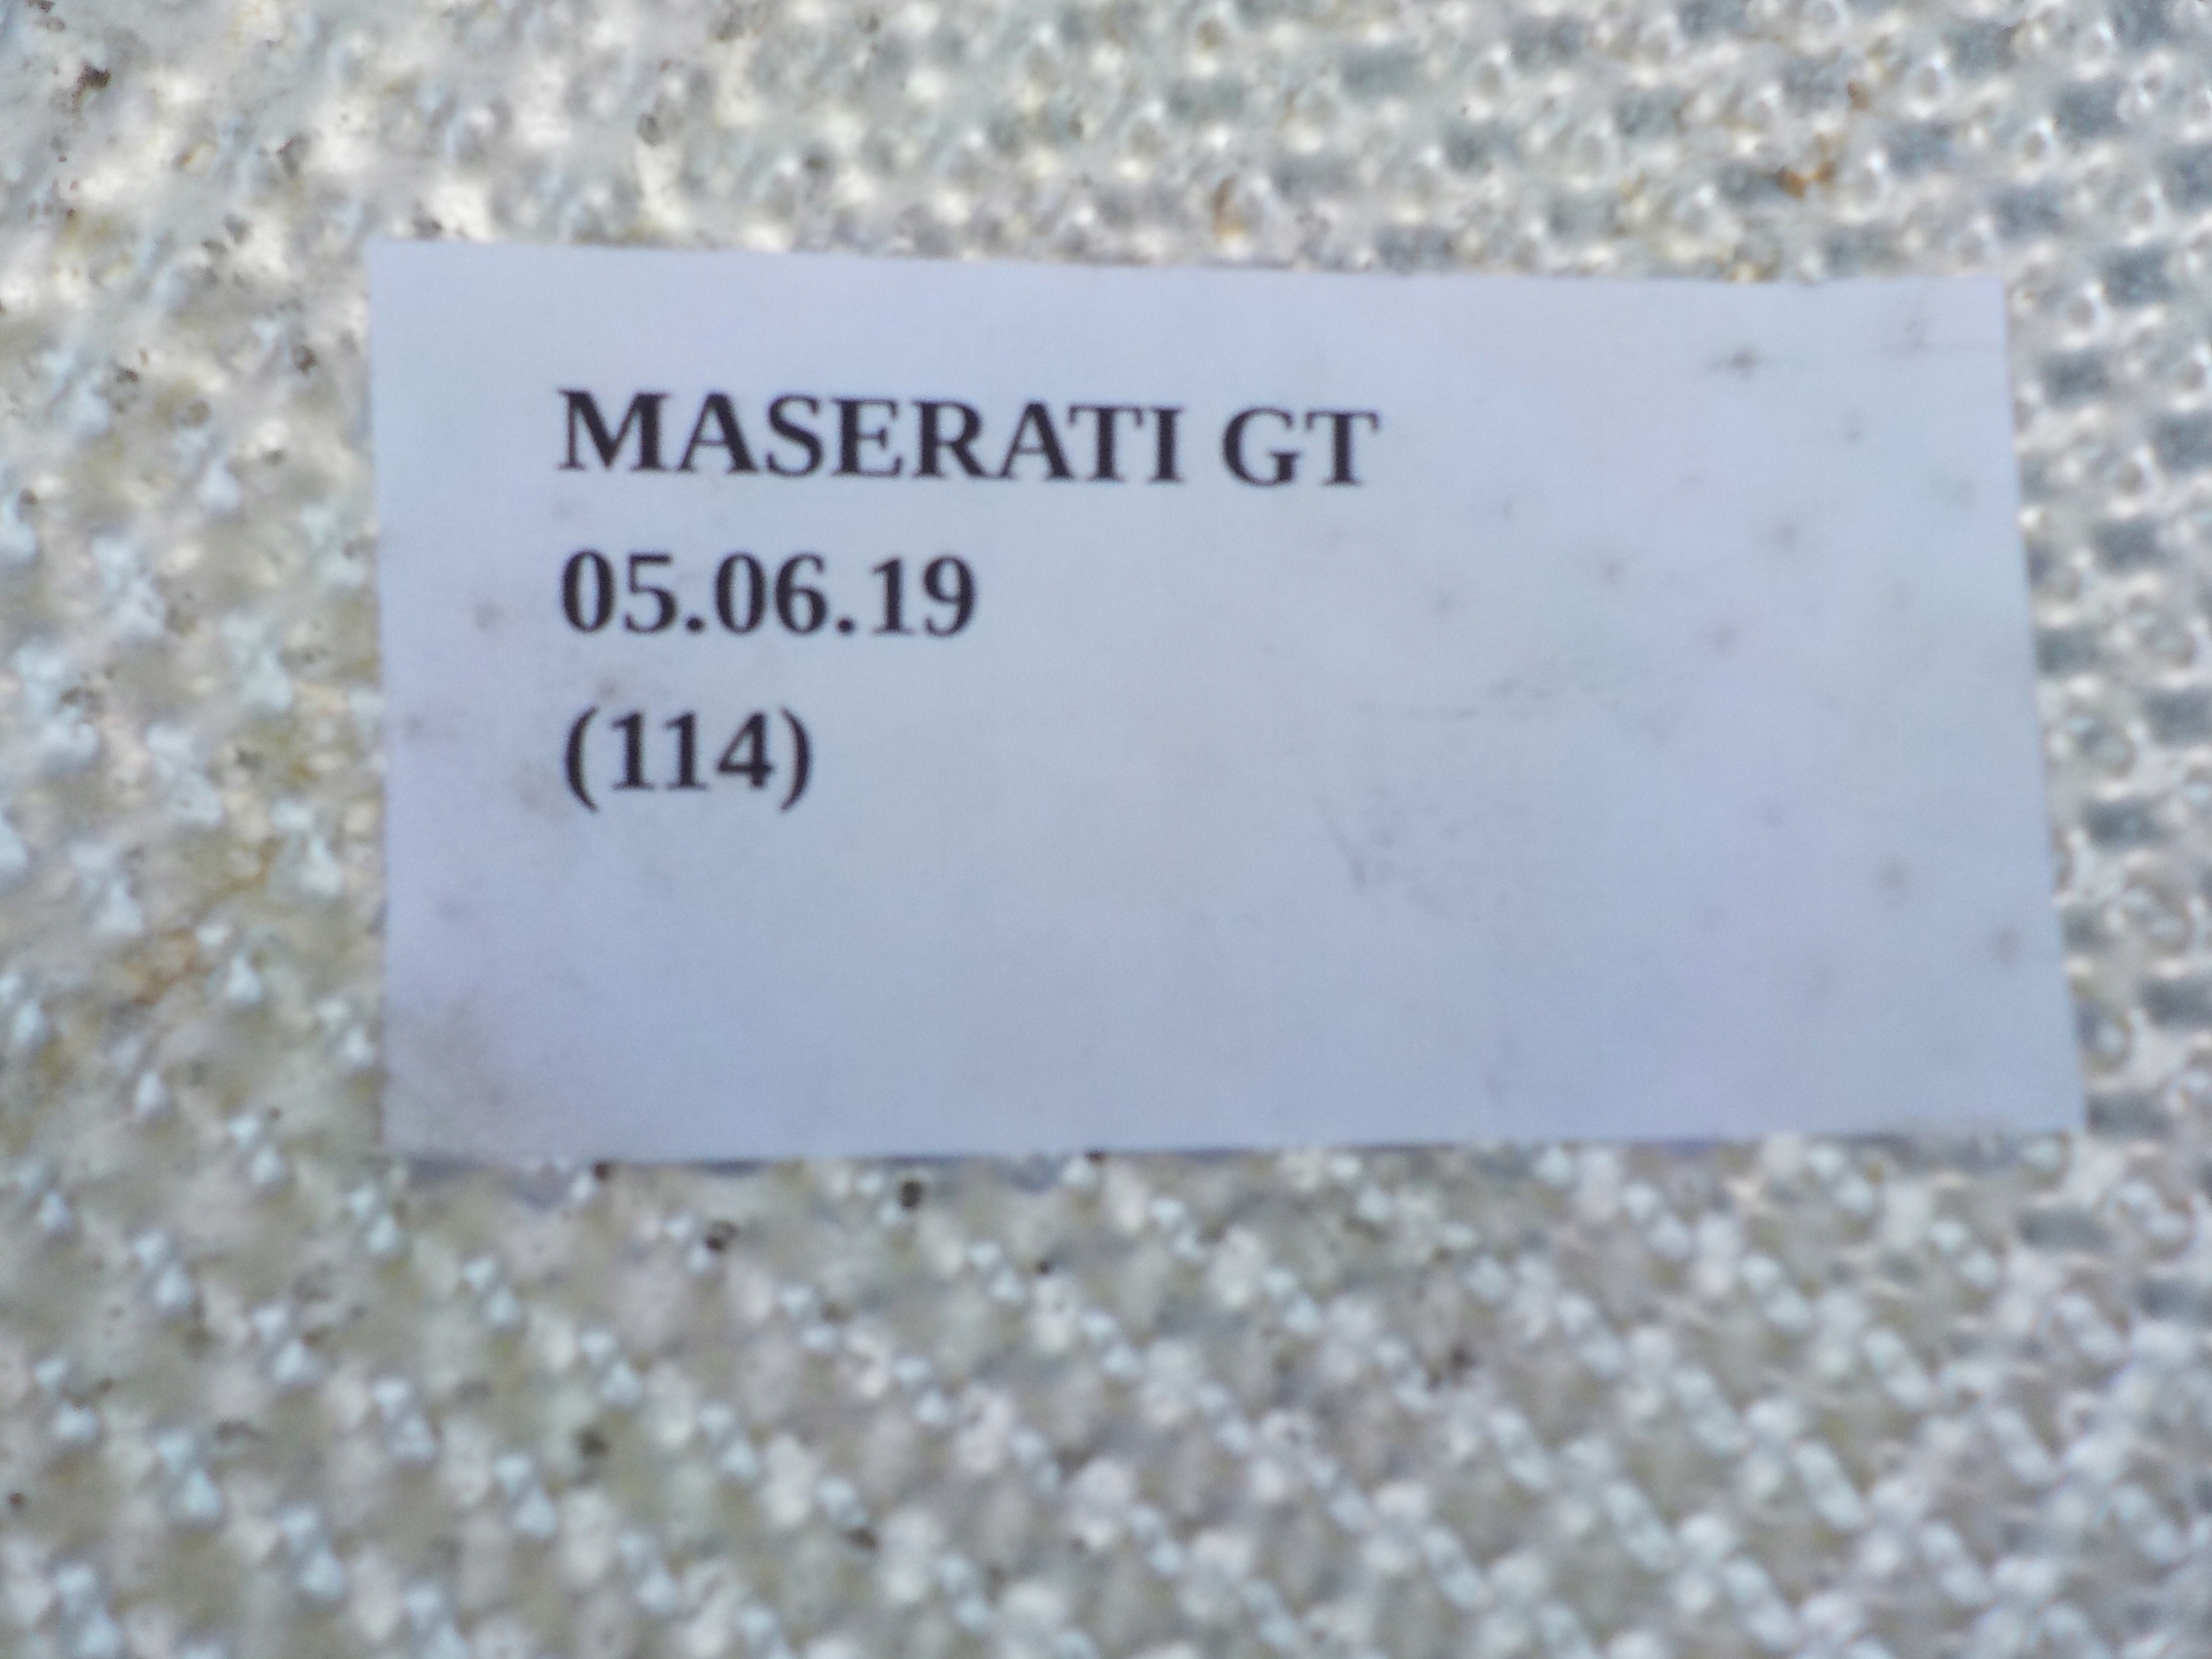 MASERATI GT
05.06.19
(114)